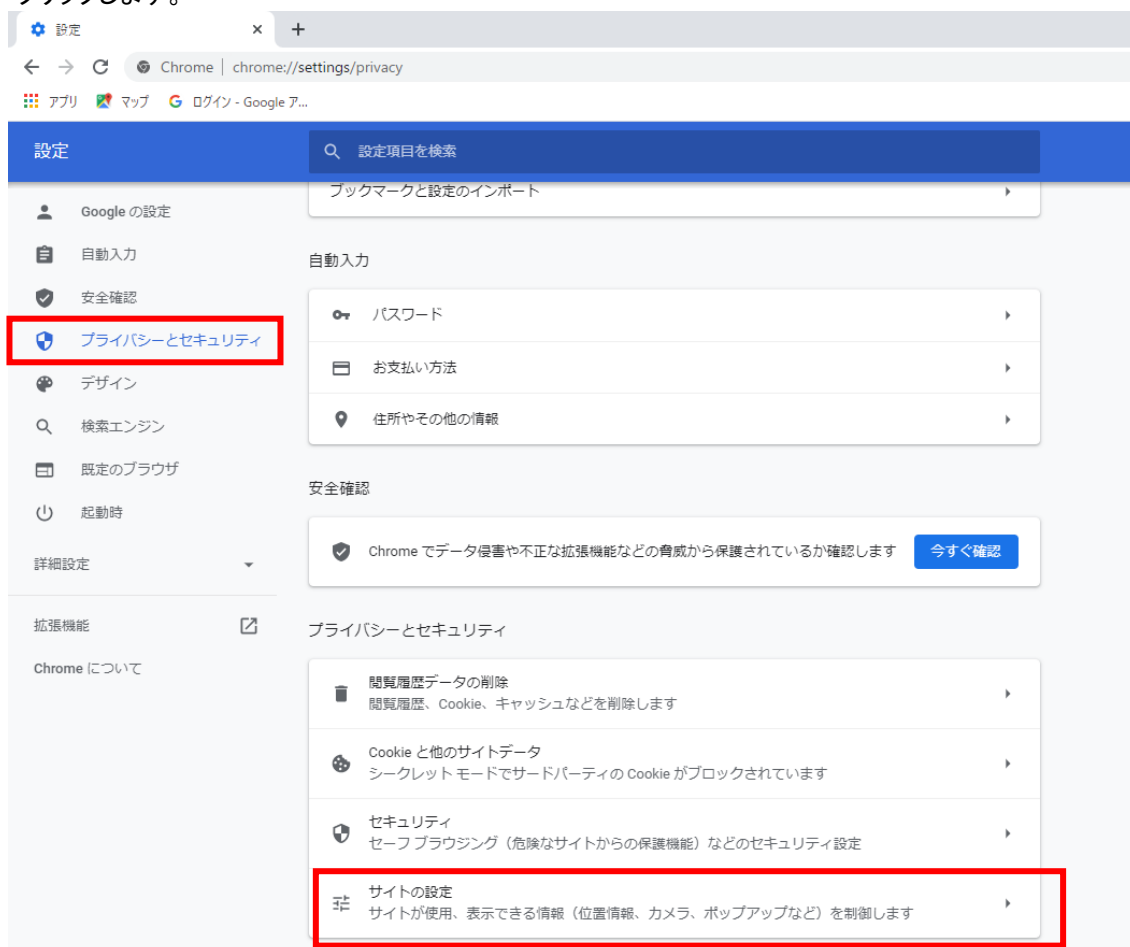 クリックします。
設定
Chrome | chrome://settings/privacy
アプリ マップ ログイン - Google ア...
設定
設定項目を検索
Google の設定
自動入力
安全確認
プライバシーとセキュリティ
デザイン
検索エンジン
既定のブラウザ
起動時
詳細設定
拡張機能
Chrome について
ブックマークと設定のインポート
自動入力
パスワード
お支払い方法
住所やその他の情報
安全確認
Chrome でデータ侵害や不正な拡張機能などの脅威から保護されているか確認します 今すぐ確認
プライバシーとセキュリティ
閲覧履歴データの削除
閲覧履歴、Cookie、キャッシュなどを削除します
Cookie と他のサイトデータ
シークレット モードでサードパーティの Cookie がブロックされています
セキュリティ
セーフ ブラウジング（危険なサイトからの保護機能）などのセキュリティ設定
サイトの設定
サイトが使用、表示できる情報（位置情報、カメラ、ポップアップなど）を制御します